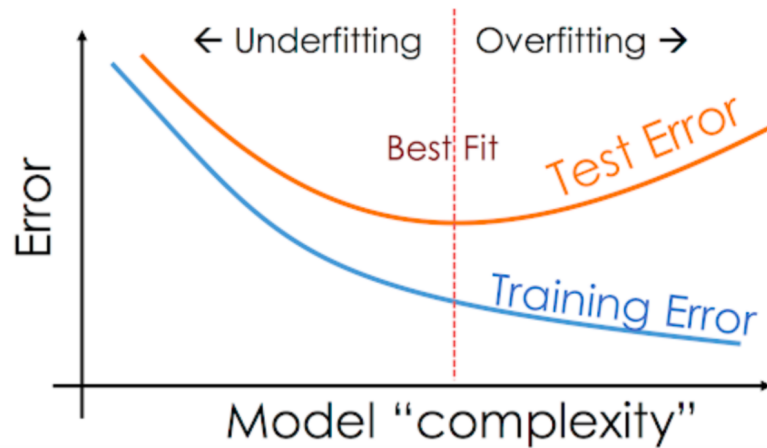 ← Underfitting
Overfitting →
Best Fit
Test Error
Error
Training Error
Model “complexity”